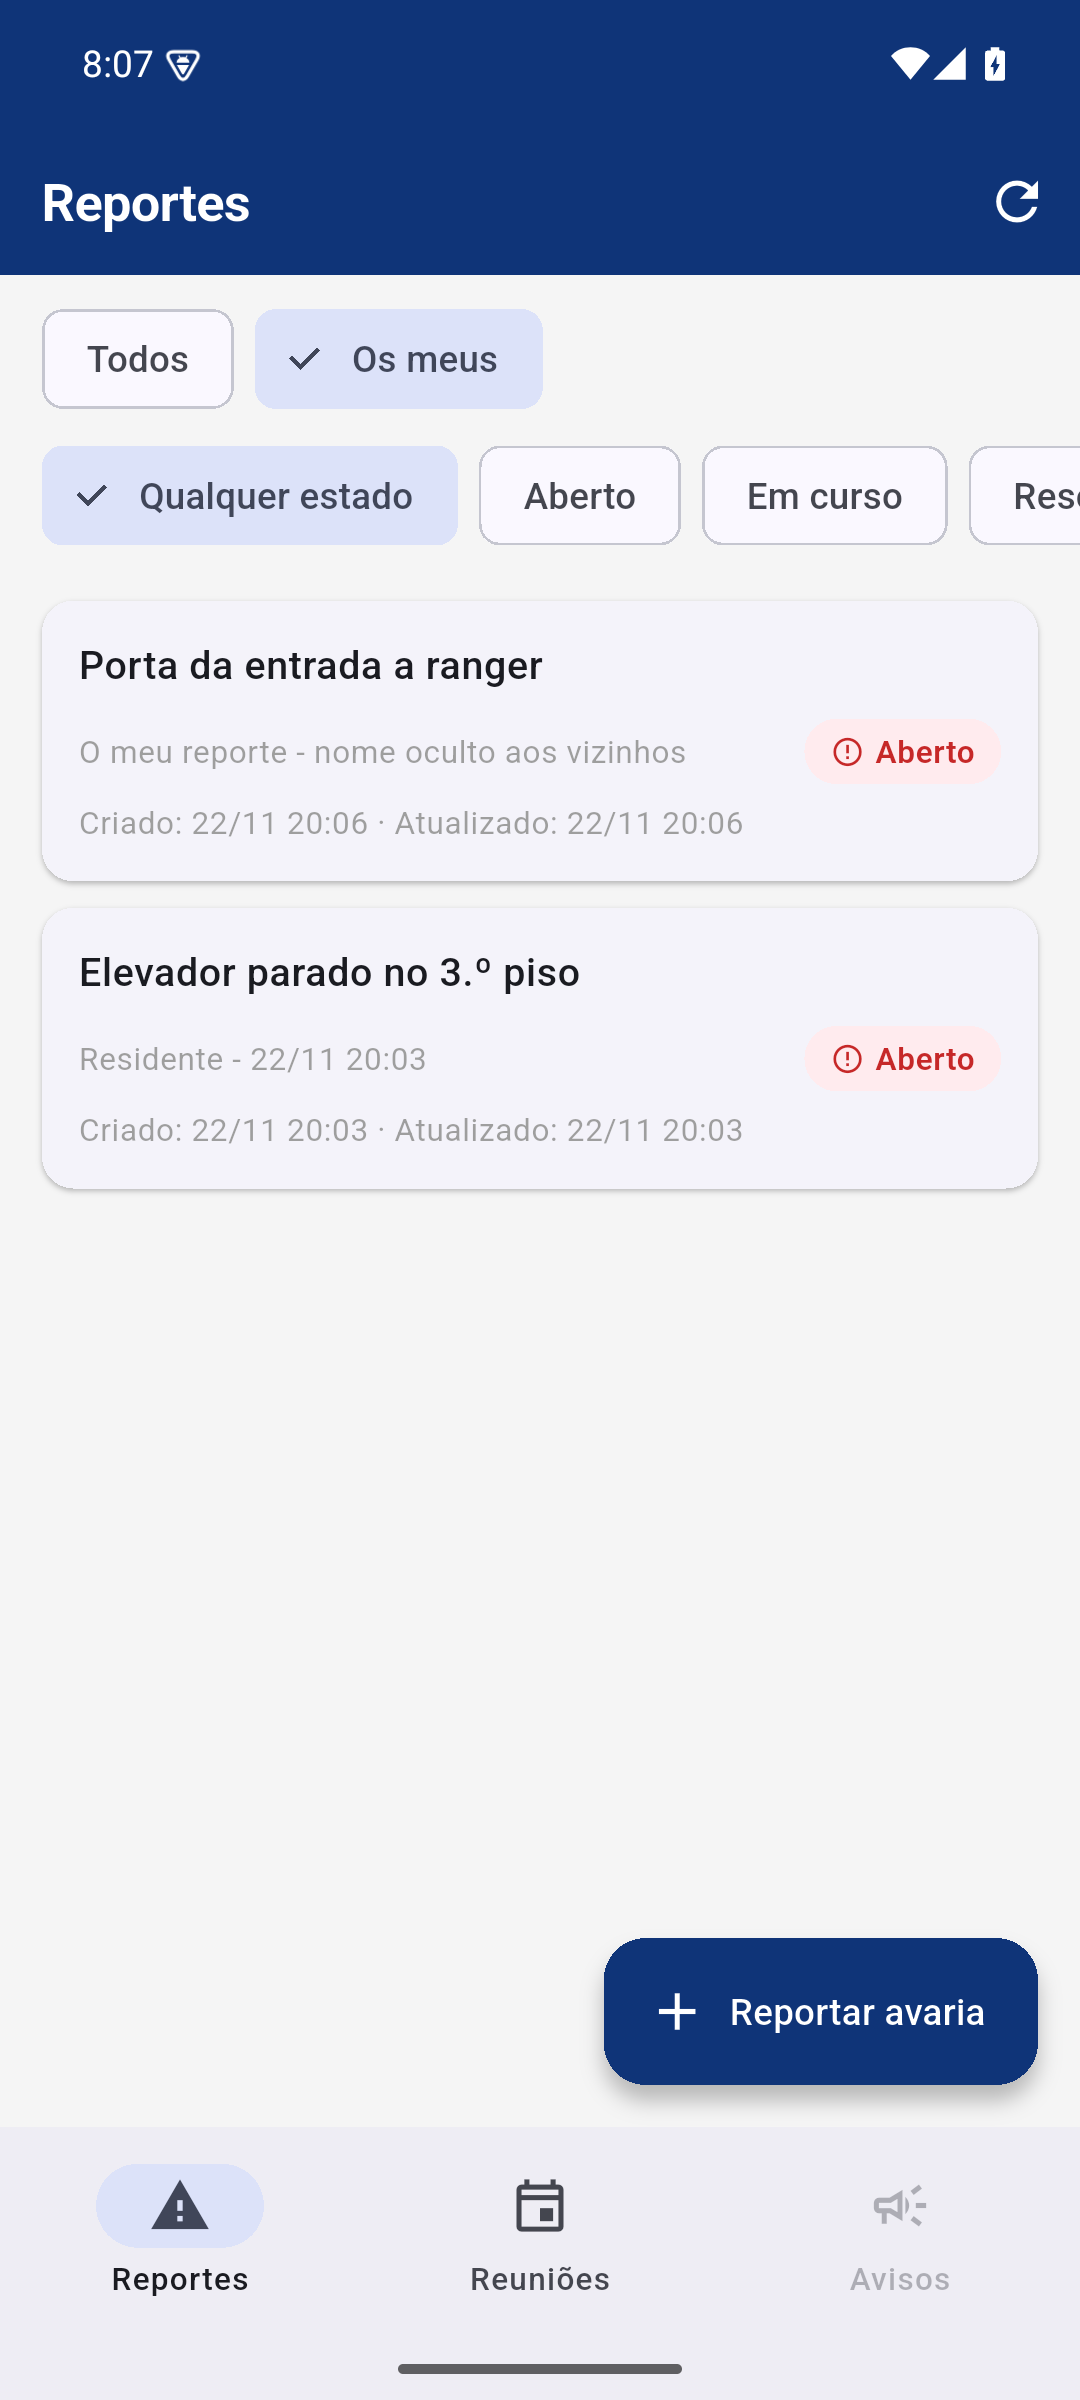 8:07
Reportes
Todos
Os meus
Qualquer estado
Aberto
Em curso
Porta da entrada a ranger
O meu reporte - nome oculto aos vizinhos
Aberto
Criado: 22/11 20:06 · Atualizado: 22/11 20:06
Elevador parado no 3.º piso
Residente - 22/11 20:03
Aberto
Criado: 22/11 20:03 · Atualizado: 22/11 20:03
Reportar avaria
Reportes
Reuniões
Avisos